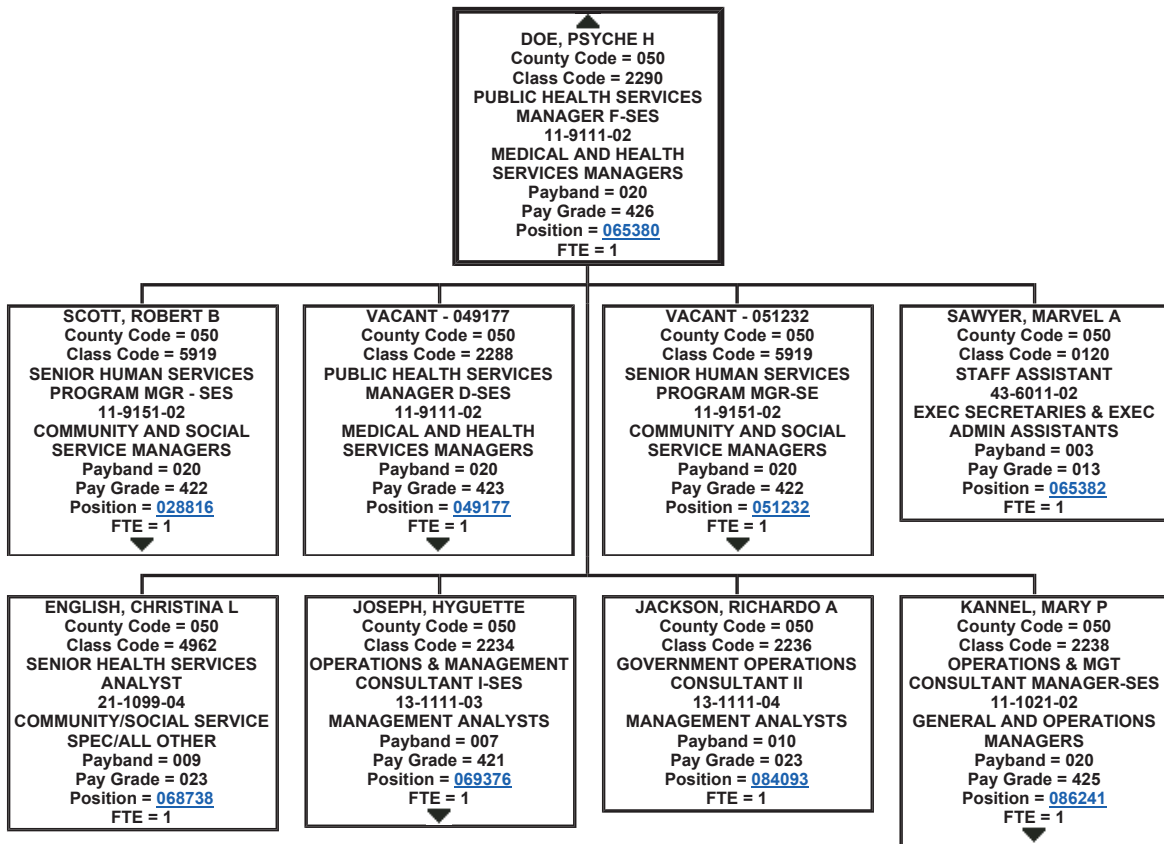 DOE, PSYCHE H
County Code = 050
Class Code = 2290
PUBLIC HEALTH SERVICES
MANAGER F-SES
11-9111-02
MEDICAL AND HEALTH
SERVICES MANAGERS
Payband = 020
Pay Grade = 426
Position = 065380
FTE = 1
SCOTT, ROBERT B
County Code = 050
Class Code = 5919
SENIOR HUMAN SERVICES
PROGRAM MGR - SES
11-9151-02
COMMUNITY AND SOCIAL
SERVICE MANAGERS
Payband = 020
Pay Grade = 422
Position = 028816
FTE = 1
VACANT - 049177
County Code = 050
Class Code = 2288
PUBLIC HEALTH SERVICES
MANAGER D-SES
11-9111-02
MEDICAL AND HEALTH
SERVICES MANAGERS
Payband = 020
Pay Grade = 423
Position = 049177
FTE = 1
VACANT - 051232
County Code = 050
Class Code = 5919
SENIOR HUMAN SERVICES
PROGRAM MGR-SE
11-9151-02
COMMUNITY AND SOCIAL
SERVICE MANAGERS
Payband = 020
Pay Grade = 422
Position = 051232
FTE = 1
SAWYER, MARVEL A
County Code = 050
Class Code = 0120
STAFF ASSISTANT
43-6011-02
EXEC SECRETARIES & EXEC
ADMIN ASSISTANTS
Payband = 003
Pay Grade = 013
Position = 065382
FTE = 1
ENGLISH, CHRISTINA L
County Code = 050
Class Code = 4962
SENIOR HEALTH SERVICES
ANALYST
21-1099-04
COMMUNITY/SOCIAL SERVICE
SPEC/ALL OTHER
Payband = 009
Pay Grade = 023
Position = 068738
FTE = 1
JOSEPH, HYGUETTE
County Code = 050
Class Code = 2234
OPERATIONS & MANAGEMENT
CONSULTANT I-SES
13-1111-03
MANAGEMENT ANALYSTS
Payband = 007
Pay Grade = 421
Position = 069376
FTE = 1
JACKSON, RICHARDO A
County Code = 050
Class Code = 2236
GOVERNMENT OPERATIONS
CONSULTANT II
13-1111-04
MANAGEMENT ANALYSTS
Payband = 010
Pay Grade = 023
Position = 084093
FTE = 1
KANNEL, MARY P
County Code = 050
Class Code = 2238
OPERATIONS & MGT
CONSULTANT MANAGER-SES
11-1021-02
GENERAL AND OPERATIONS
MANAGERS
Payband = 020
Pay Grade = 425
Position = 086241
FTE = 1